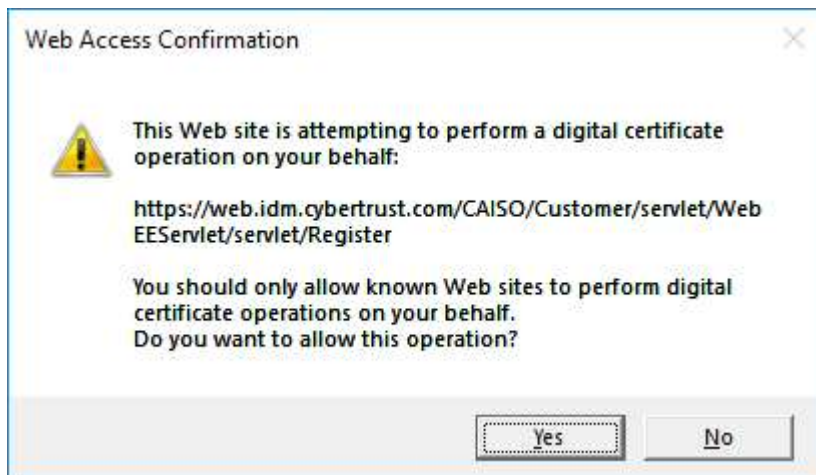 Web Access Confirmation
This Web site is attempting to perform a digital certificate
operation on your behalf:
https://web.idm.cybertrust.com/CAISO/Customer/servlet/Web
EEServlet/servlet/Register
You should only allow known Web sites to perform digital
certificate operations on your behalf.
Do you want to allow this operation?
Yes
No